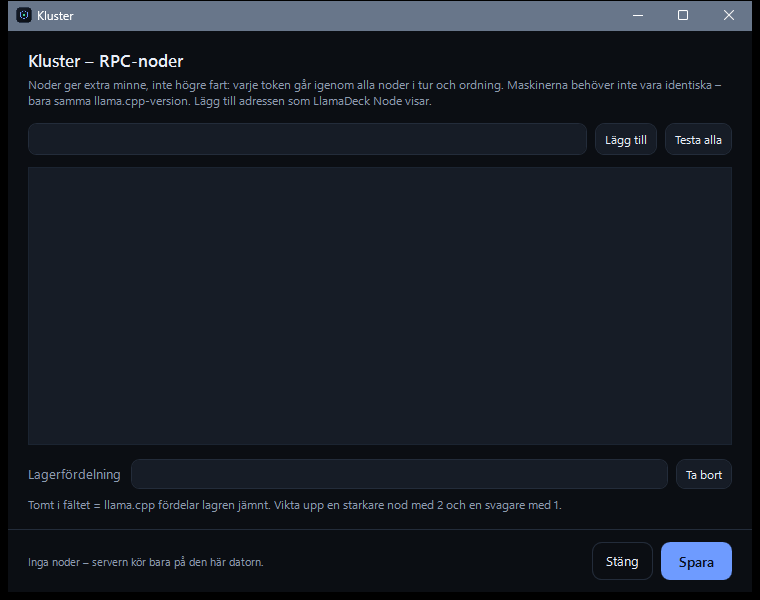 Kluster
Kluster – RPC-noder
Noder ger extra minne, inte högre fart: varje token går igenom alla noder i tur och ordning. Maskinerna behöver inte vara identiska –
bara samma llama.cpp-version. Lägg till adressen som LlamaDeck Node visar.
Lägg till
Testa alla
Lagerfördelning
Ta bort
Tomt i fältet = llama.cpp fördelar lagren jämnt. Vikta upp en starkare nod med 2 och en svagare med 1.
Inga noder – servern kör bara på den här datorn.
Stäng
Spara